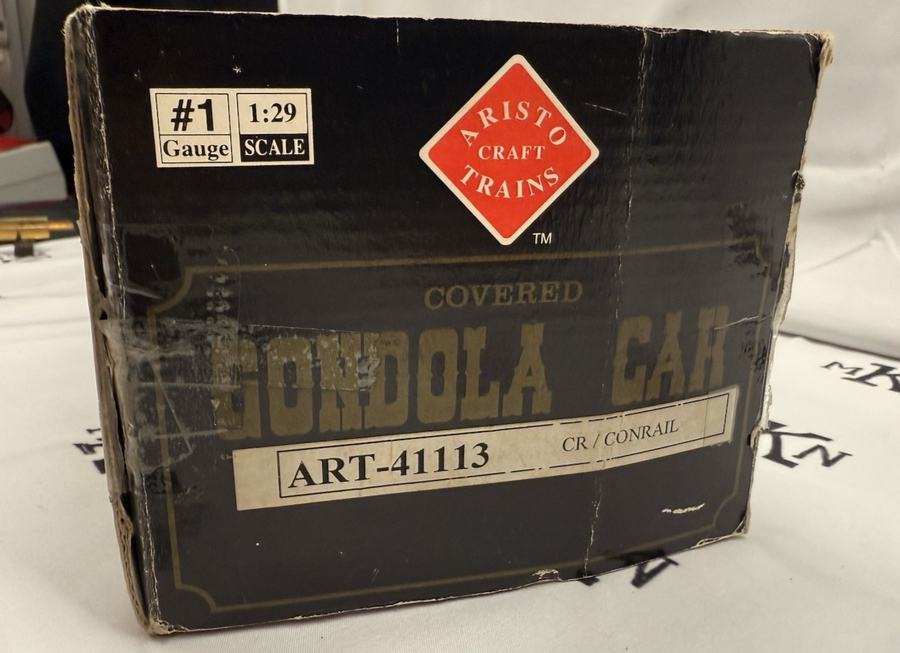 #1 Gauge
1:29 SCALE
ARISTO
CRAFT
TRAINS
TM
COVERED
GONDOLA CAR
ART-41113 CR / CONRAIL